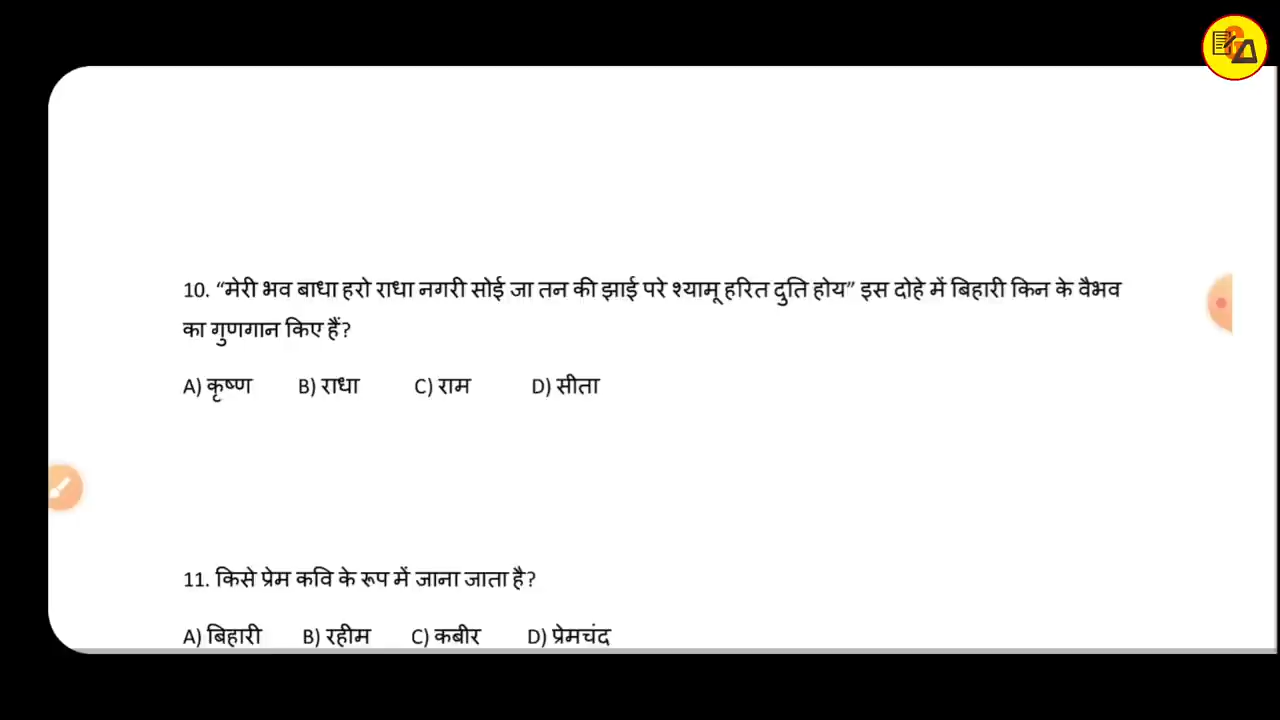 10. “मेरी भव बाधा हरो राधा नगरी सोई जा तन की झाई परे श्यामू हरित दुति होय” इस दोहे में बिहारी किन के वैभव
का गुणगान किए हैं?
A) कृष्ण B) राधा C) राम D) सीता
11. किसे प्रेम कवि के रूप में जाना जाता है?
A) बिहारी B) रहीम C) कबीर D) प्रेमचंद